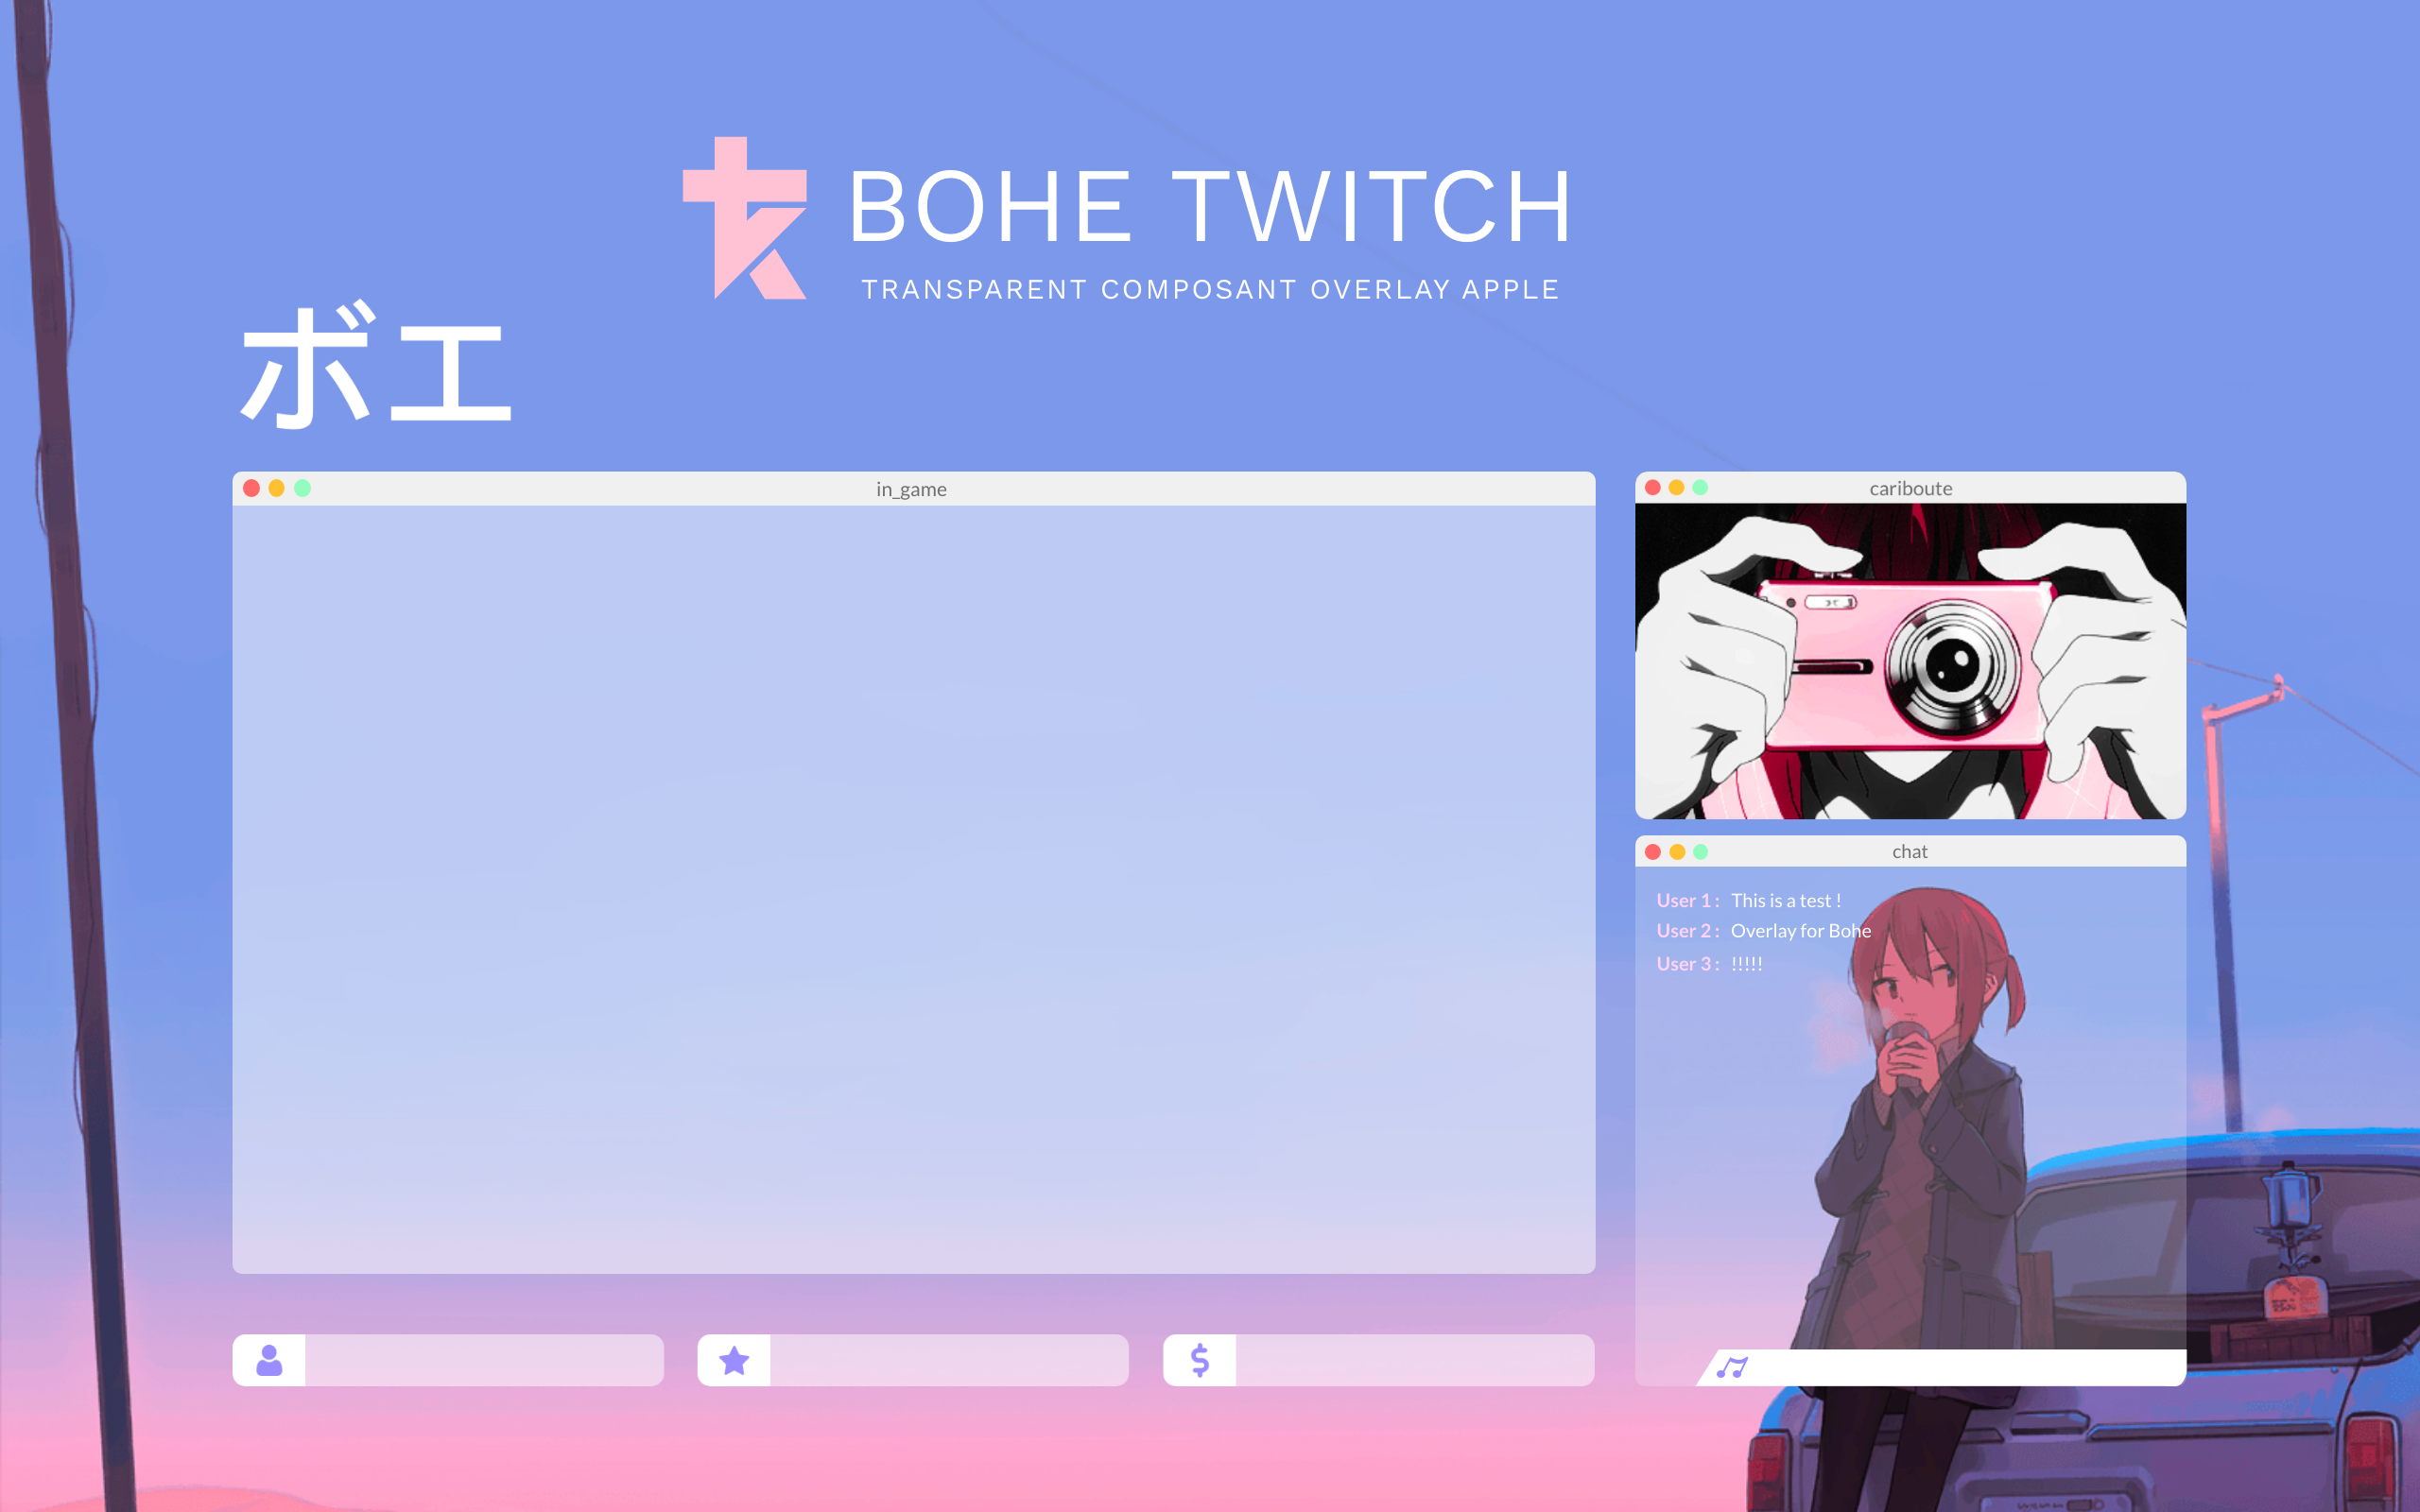 tk
BOHE TWITCH
TRANSPARENT COMPOSANT OVERLAY APPLE
ボエ
in_game
cariboute
chat
User 1 : This is a test !
User 2 : Overlay for Bohe
User 3 : !!!!!
$